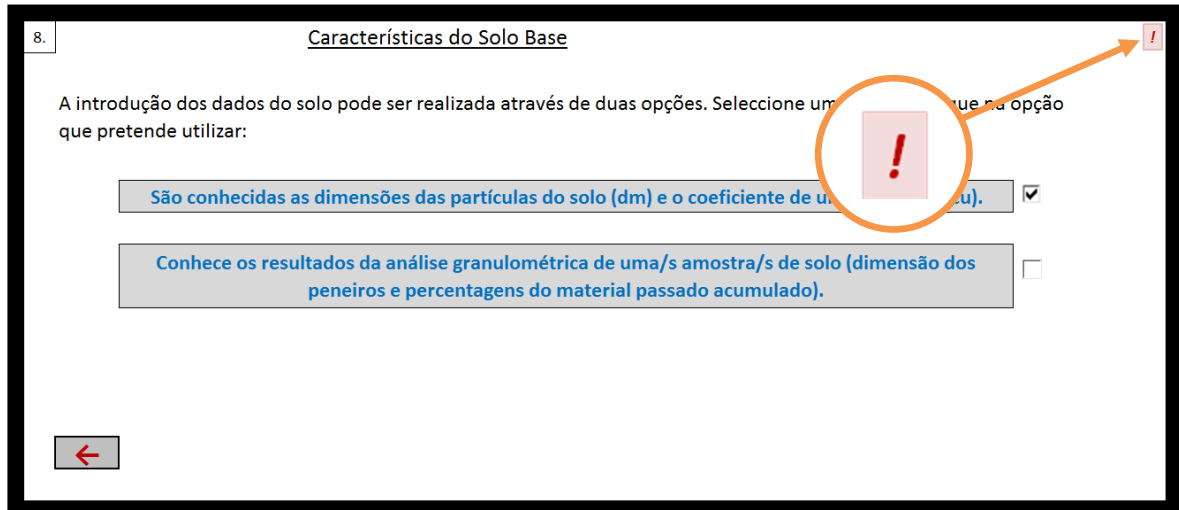 8.
Características do Solo Base
!
A introdução dos dados do solo pode ser realizada através de duas opções. Seleccione na opção
que pretende utilizar:
!
São conhecidas as dimensões das partículas do solo (dm) e o coeficiente de
Conhece os resultados da análise granulométrica de uma/s amostra/s de solo (dimensão dos
peneiros e percentagens do material passado acumulado).